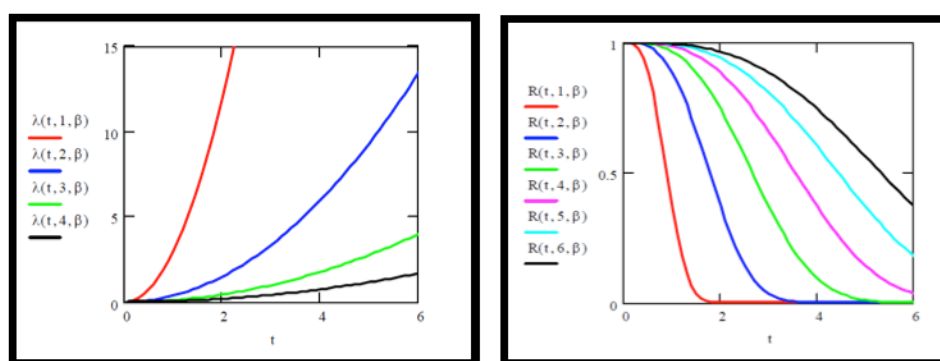 15
10
5
0
λ(t,1,β)
λ(t,2,β)
λ(t,3,β)
λ(t,4,β)
0 2 4 6
t
1
0.5
0
R(t,1,β)
R(t,2,β)
R(t,3,β)
R(t,4,β)
R(t,5,β)
R(t,6,β)
0 2 4 6
t